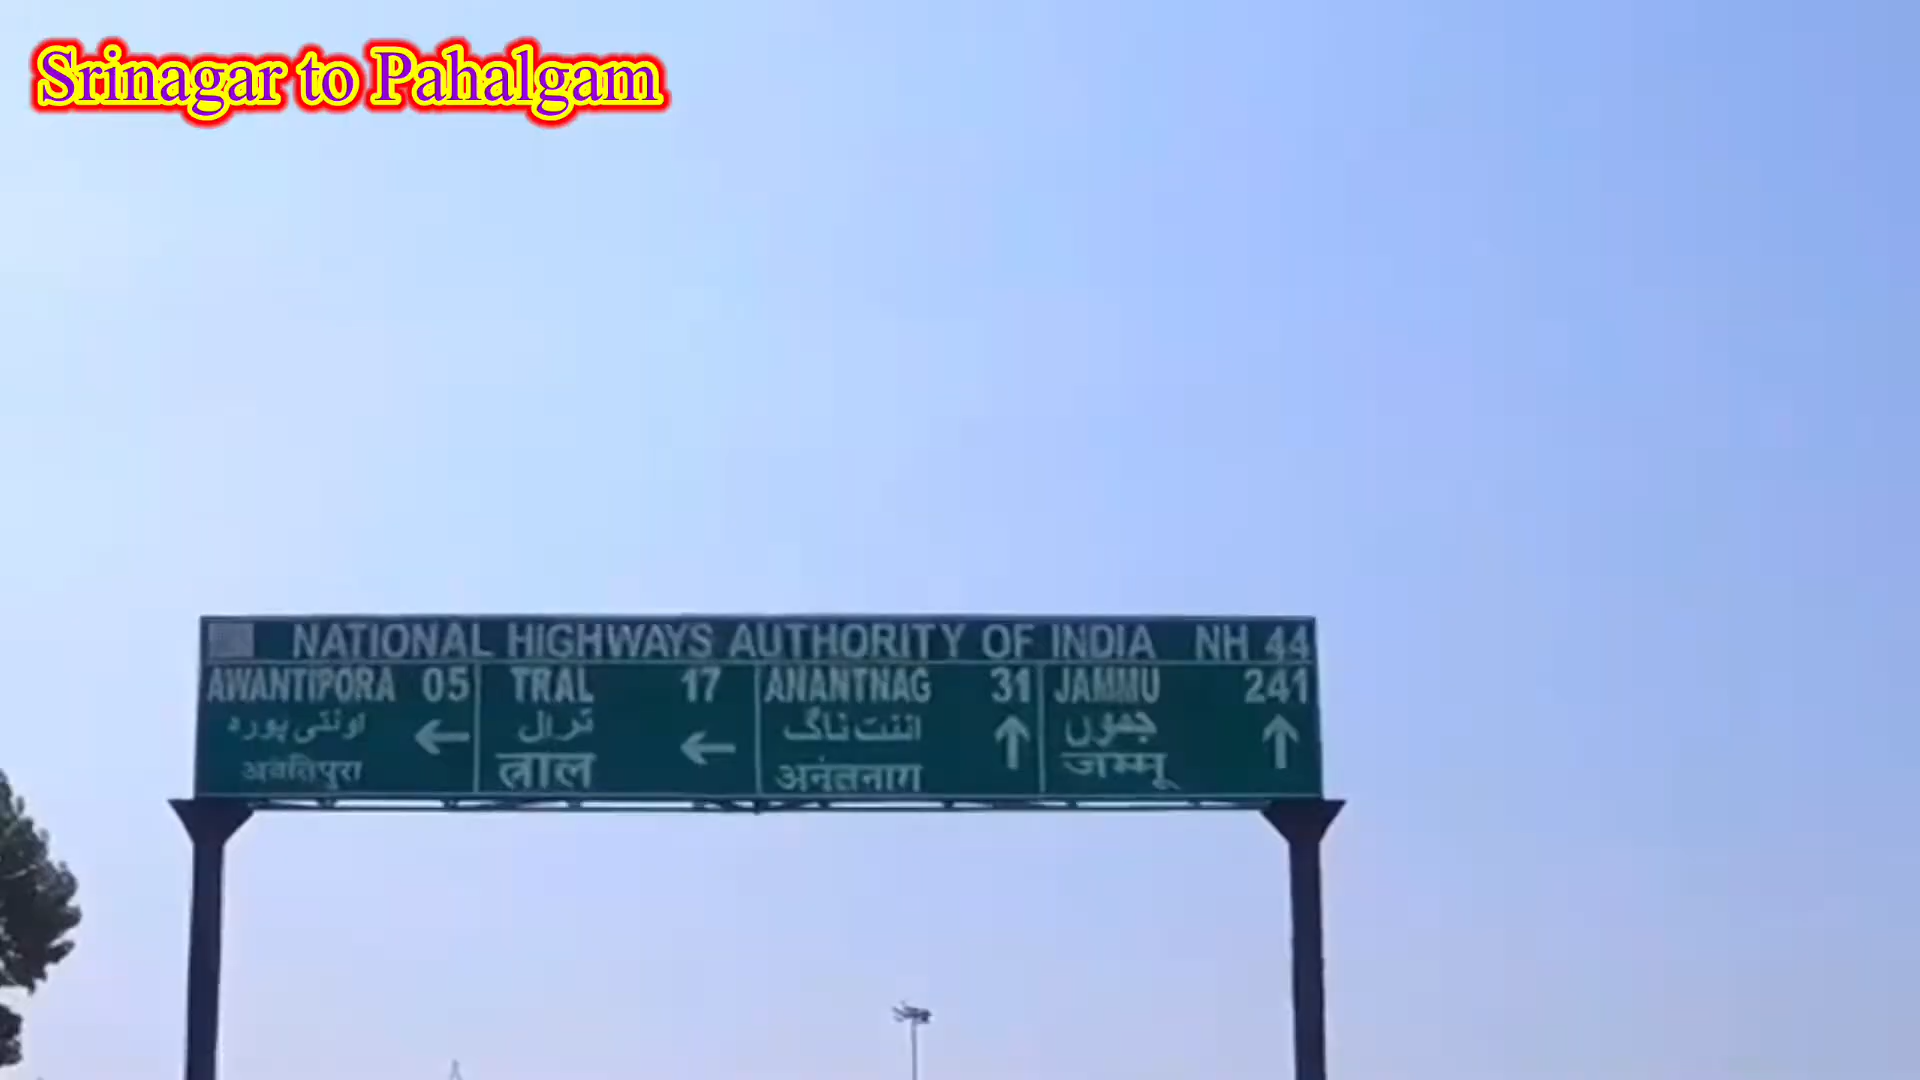 Srinagar to Pahalgam
NATIONAL HIGHWAYS AUTHORITY OF INDIA NH 44
AWANTIPORA 05 TRAL 17 ANANTNAG 31 JAMMU 241
اونتی پورہ ترال اننت ناگ جموں
अवंतिपुरा त्राल अनंतनाग जम्मू